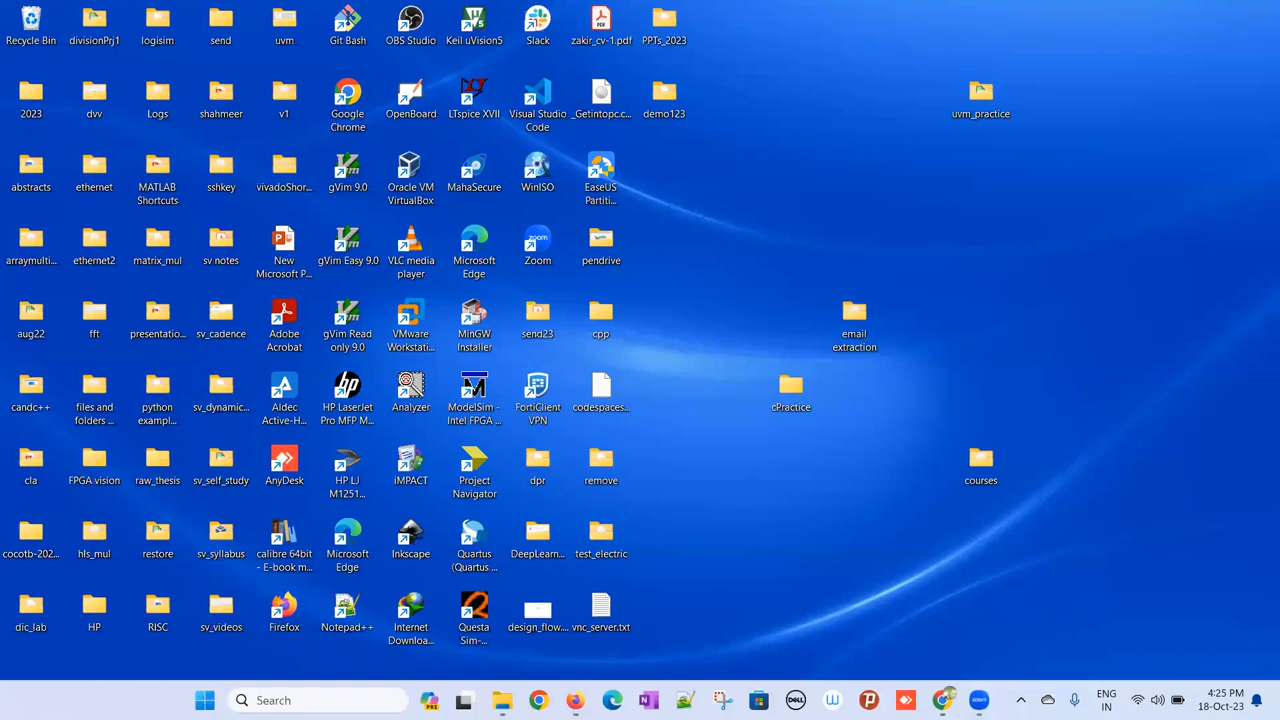 Recycle Bin
divisionPrj1
logisim
send
uvm
Git Bash
OBS Studio
Keil uVision5
Slack
zakir_cv-1.pdf
PPTs_2023
2023
dvv
Logs
shahmeer
v1
Google
Chrome
OpenBoard
LTspice XVII
Visual Studio
Code
_Getintopc.c...
demo123
uvm_practice
abstracts
ethernet
MATLAB
Shortcuts
sshkey
vivadoShor...
gVim 9.0
Oracle VM
VirtualBox
MahaSecure
WinISO
EaseUS
Partiti...
arraymulti...
ethernet2
matrix_mul
sv notes
New
Microsoft P...
gVim Easy 9.0
VLC media
player
Microsoft
Edge
Zoom
pendrive
aug22
fft
presentatio...
sv_cadence
Adobe
Acrobat
gVim Read
only 9.0
VMware
Workstati...
MinGW
Installer
send23
cpp
email
extraction
candc++
files and
folders ...
python
exampl...
sv_dynamic...
Aldec
Active-H...
HP LaserJet
Pro MFP M...
Analyzer
ModelSim -
Intel FPGA ...
FortiClient
VPN
codespaces...
cPractice
cla
FPGA vision
raw_thesis
sv_self_study
AnyDesk
HP LJ
M1251...
iMPACT
Project
Navigator
dpr
remove
courses
cocotb-202...
hls_mul
restore
sv_syllabus
calibre 64bit
- E-book m...
Microsoft
Edge
Inkscape
Quartus
(Quartus ...
DeepLearn...
test_electric
dic_lab
HP
RISC
sv_videos
Firefox
Notepad++
Internet
Downloa...
Questa
Sim-...
design_flow....
vnc_server.txt
Search
ENG
IN
4:25 PM
18-Oct-23